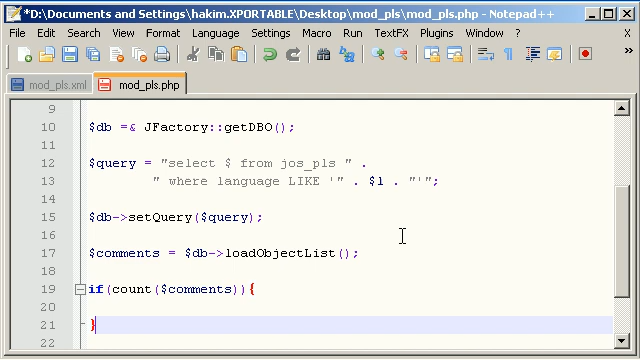 *D:\Documents and Settings\hakim.XPORTABLE\Desktop\mod_pls\mod_pls.php - Notepad++
File Edit Search View Format Language Settings Macro Run TextFX Plugins Window ? X
mod_pls.xml mod_pls.php
9
10 $db =& JFactory::getDBO();
11
12 $query = "select $ from jos_pls " .
13 " where language LIKE '" . $l . "'";
14
15 $db->setQuery($query);
16
17 $comments = $db->loadObjectList();
18
19 if(count($comments)){
20
21 }
22